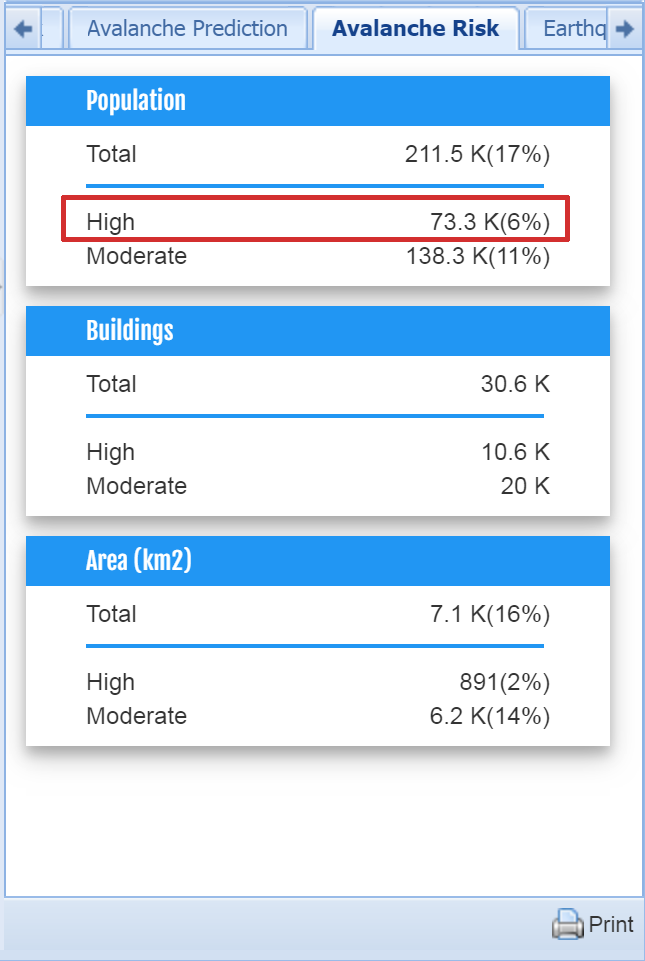 Avalanche Prediction Avalanche Risk Earthq
Population
Total 211.5 K(17%)
High 73.3 K(6%)
Moderate 138.3 K(11%)
Buildings
Total 30.6 K
High 10.6 K
Moderate 20 K
Area (km2)
Total 7.1 K(16%)
High 891(2%)
Moderate 6.2 K(14%)
Print